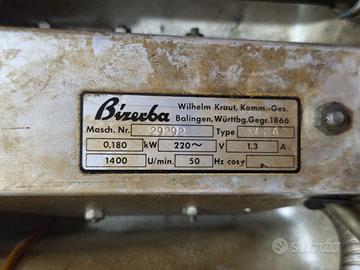 Bizerba
Wilhelm Kraut, Komm.-Ges.
Balingen, Württbg. Gegr. 1866
Masch. Nr. 29292 Type
0,180 kW 220~ V 1,3 A
1400 U/min. 50 Hz cosφ
subito